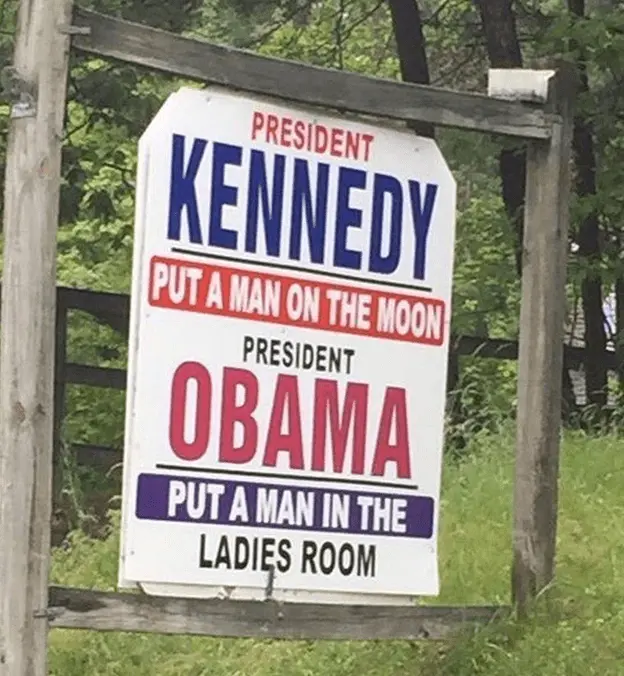 PRESIDENT
KENNEDY
PUT A MAN ON THE MOON
PRESIDENT
OBAMA
PUT A MAN IN THE
LADIES ROOM